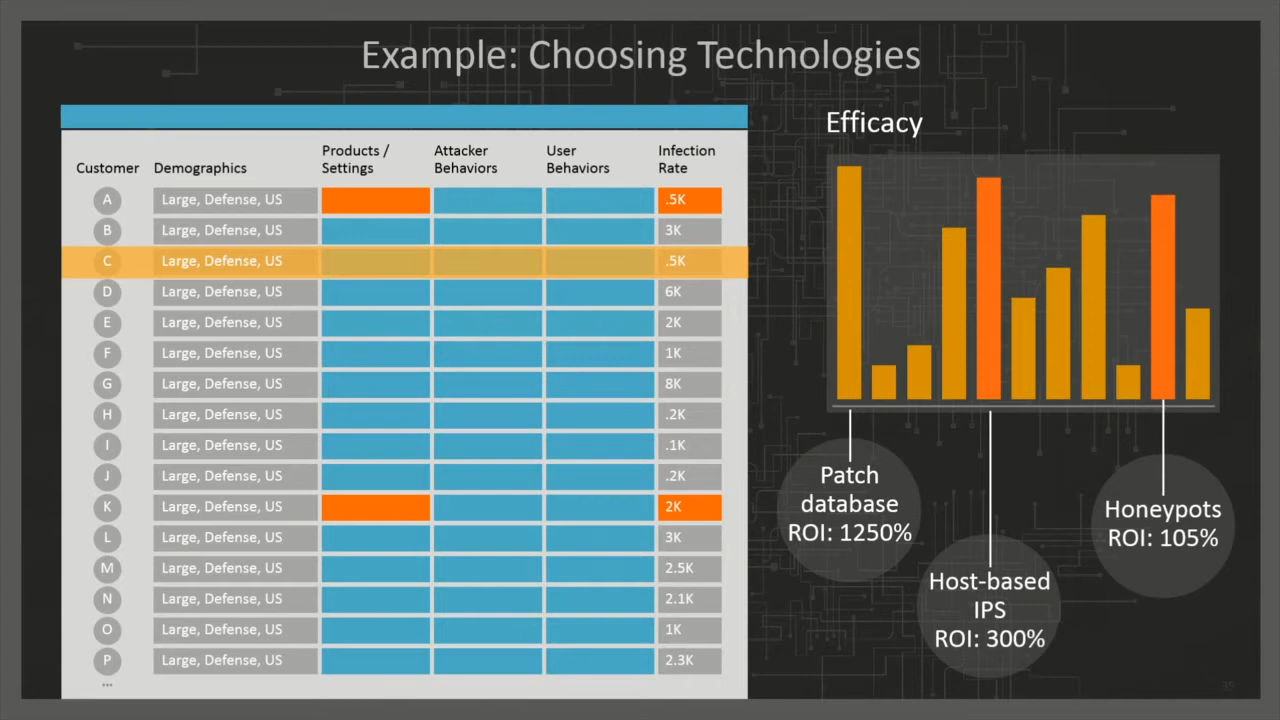 Example: Choosing Technologies
Customer Demographics Products / Settings Attacker Behaviors User Behaviors Infection Rate
A Large, Defense, US .5K
B Large, Defense, US 3K
C Large, Defense, US .5K
D Large, Defense, US 6K
E Large, Defense, US 2K
F Large, Defense, US 1K
G Large, Defense, US 8K
H Large, Defense, US .2K
I Large, Defense, US .1K
J Large, Defense, US .2K
K Large, Defense, US 2K
L Large, Defense, US 3K
M Large, Defense, US 2.5K
N Large, Defense, US 2.1K
O Large, Defense, US 1K
P Large, Defense, US 2.3K
...
Efficacy
Patch
database
ROI: 1250%
Host-based
IPS
ROI: 300%
Honeypots
ROI: 105%